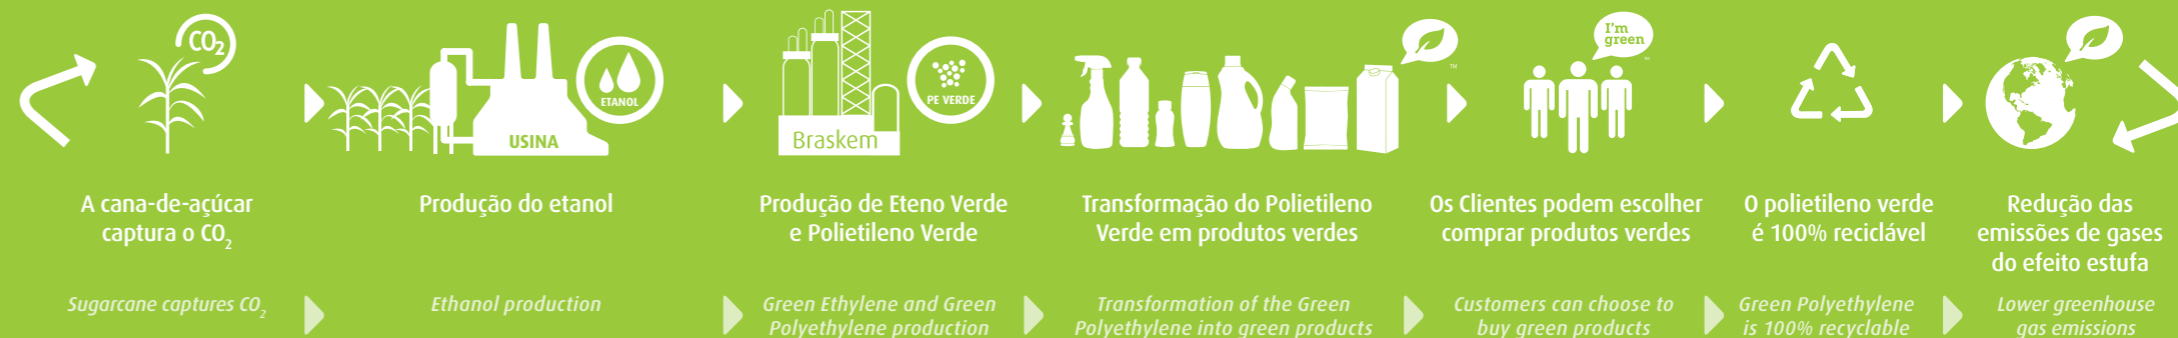 CO₂
USINA
ETANOL
Braskem
PE VERDE
™
I'm
green
™
A cana-de-açúcar
captura o CO₂
Produção do etanol
Produção de Eteno Verde
e Polietileno Verde
Transformação do Polietileno
Verde em produtos verdes
Os Clientes podem escolher
comprar produtos verdes
O polietileno verde
é 100% reciclável
Redução das
emissões de gases
do efeito estufa
Sugarcane captures CO₂
Ethanol production
Green Ethylene and Green
Polyethylene production
Transformation of the Green
Polyethylene into green products
Customers can choose to
buy green products
Green Polyethylene
is 100% recyclable
Lower greenhouse
gas emissions